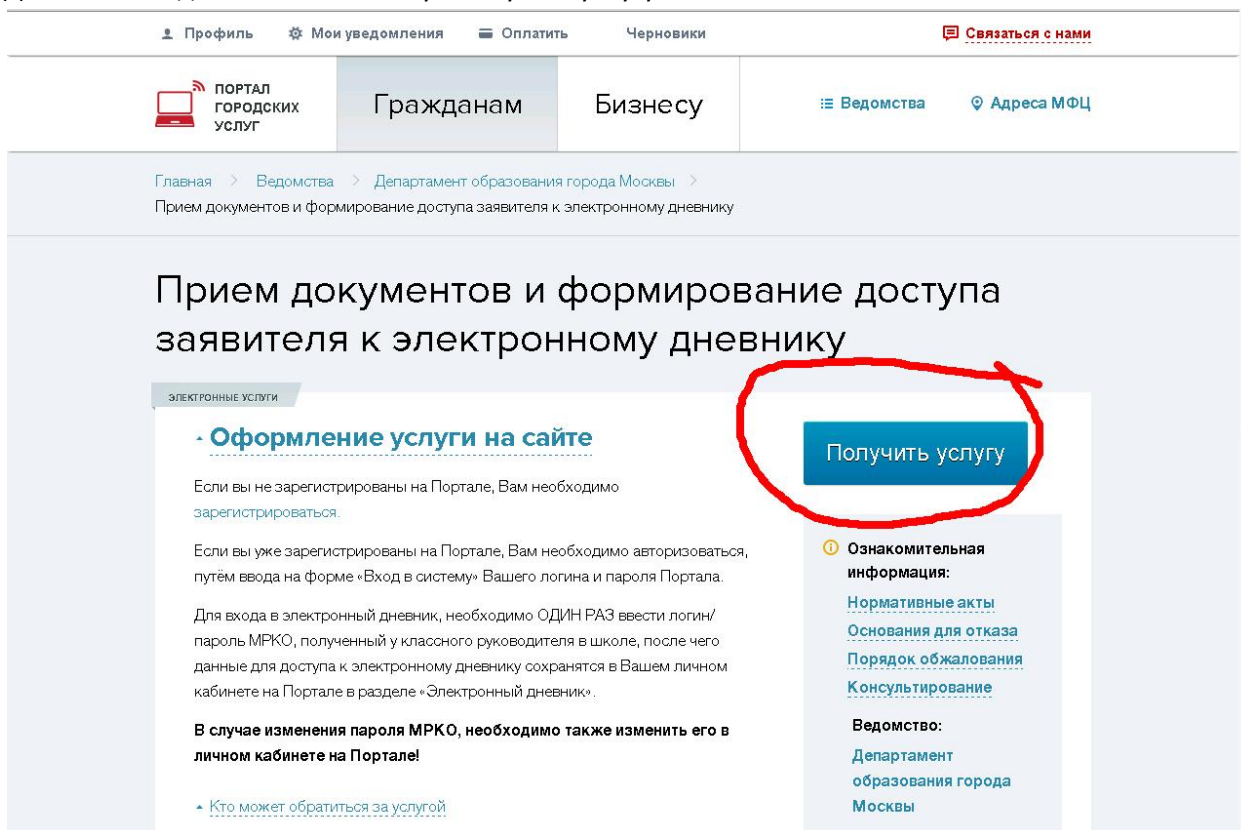 Профиль Мои уведомления Оплатить Черновики Связаться с нами
ПОРТАЛ
ГОРОДСКИХ
УСЛУГ
Гражданам Бизнесу Ведомства Адреса МФЦ
Главная > Ведомства > Департамент образования города Москвы >
Прием документов и формирование доступа заявителя к электронному дневнику
Прием документов и формирование доступа
заявителя к электронному дневнику
ЭЛЕКТРОННЫЕ УСЛУГИ
Оформление услуги на сайте
Если вы не зарегистрированы на Портале, Вам необходимо
зарегистрироваться.
Если вы уже зарегистрированы на Портале, Вам необходимо авторизоваться,
путём ввода на форме «Вход в систему» Вашего логина и пароля Портала.
Для входа в электронный дневник, необходимо ОДИН РАЗ ввести логин/
пароль МРКО, полученный у классного руководителя в школе, после чего
данные для доступа к электронному дневнику сохранятся в Вашем личном
кабинете на Портале в разделе «Электронный дневник».
В случае изменения пароля МРКО, необходимо также изменить его в
личном кабинете на Портале!
Кто может обратиться за услугой
Получить услугу
Ознакомительная
информация:
Нормативные акты
Основания для отказа
Порядок обжалования
Консультирование
Ведомство:
Департамент
образования города
Москвы